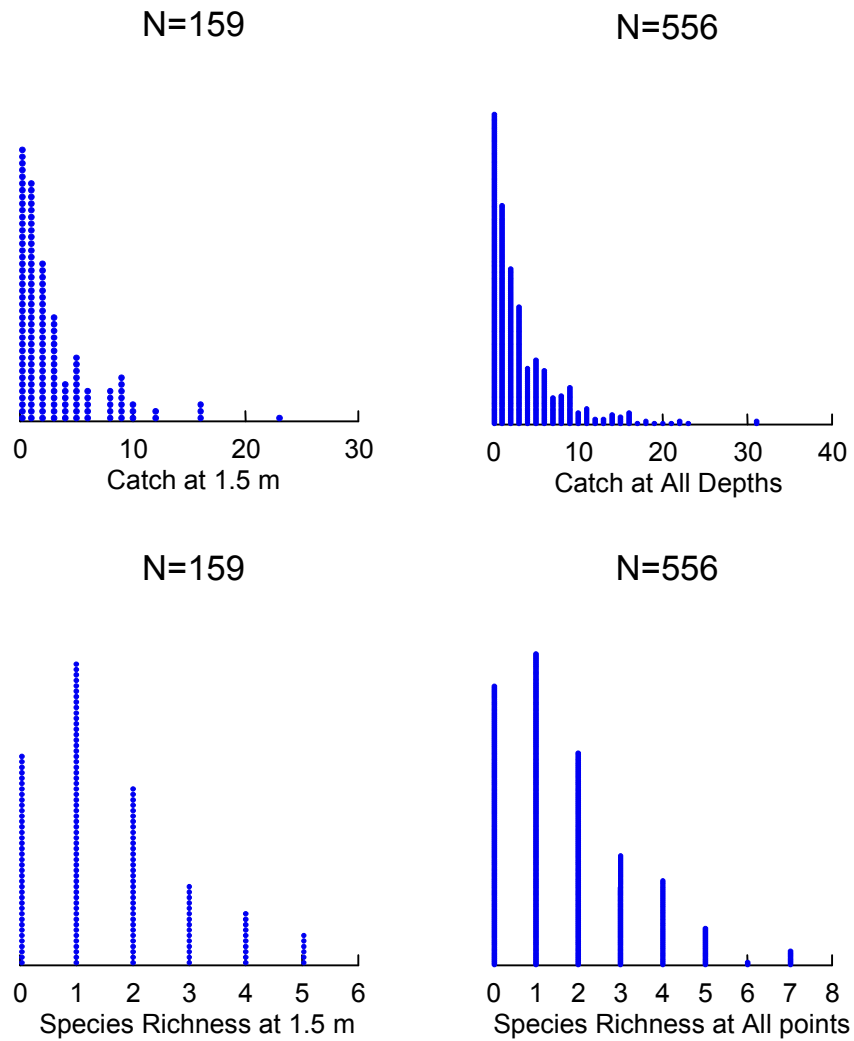 N=159
N=556
0 10 20 30
Catch at 1.5 m
0 10 20 30 40
Catch at All Depths
N=159
N=556
0 1 2 3 4 5 6
Species Richness at 1.5 m
0 1 2 3 4 5 6 7 8
Species Richness at All points